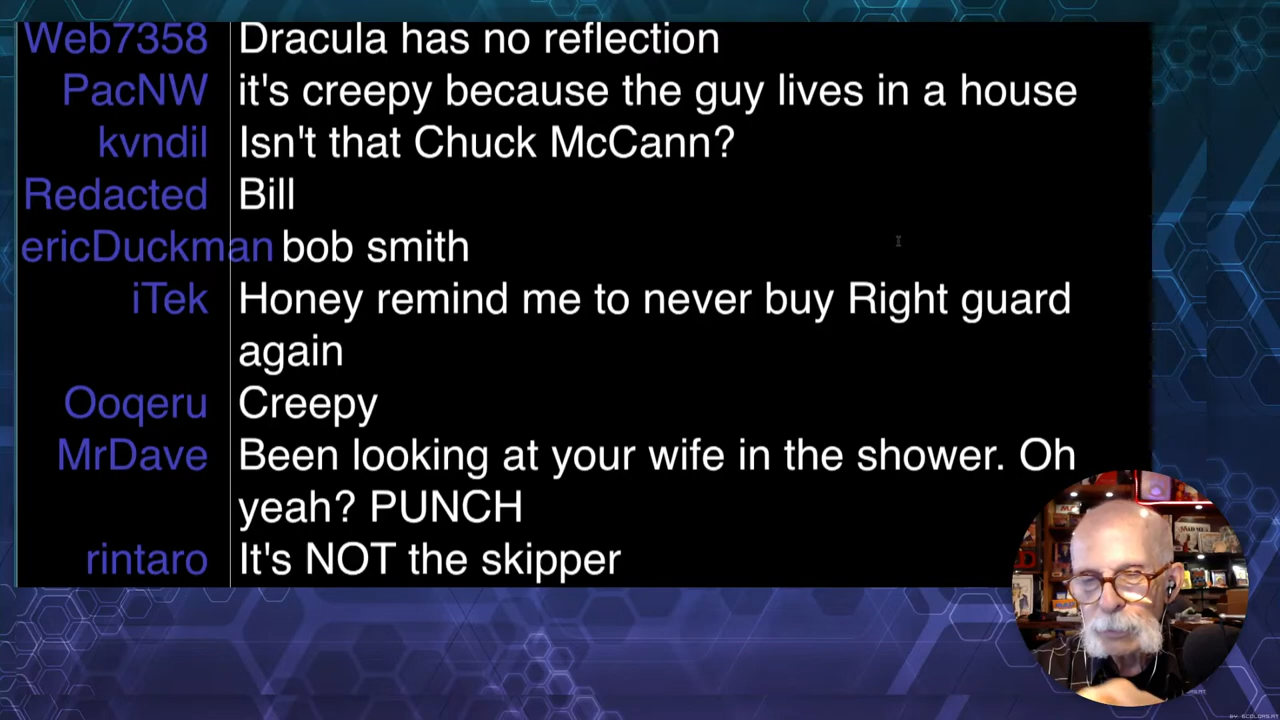 Web7358 Dracula has no reflection
PacNW it's creepy because the guy lives in a house
kvndil Isn't that Chuck McCann?
Redacted Bill
ericDuckman bob smith
iTek Honey remind me to never buy Right guard
again
Ooqeru Creepy
MrDave Been looking at your wife in the shower. Oh
yeah? PUNCH
rintaro It's NOT the skipper